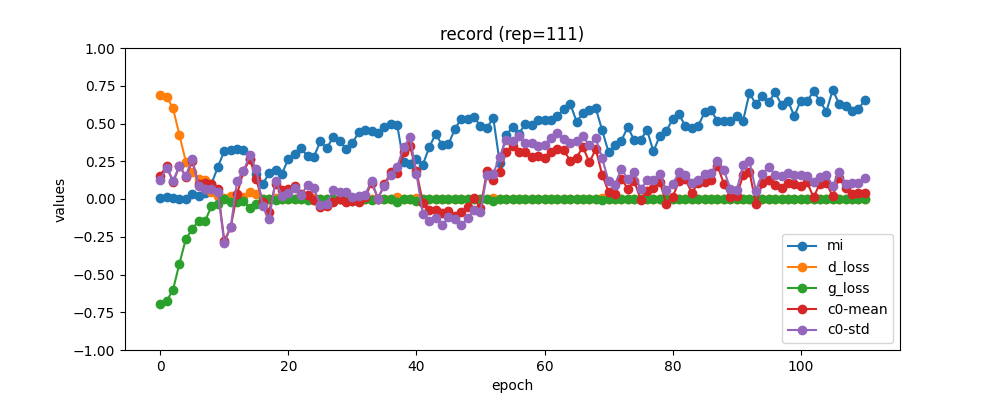 record (rep=111)
1.00
0.75
0.50
0.25
0.00
−0.25
−0.50
−0.75
−1.00
values
0 20 40 60 80 100
epoch
mi
d_loss
g_loss
c0-mean
c0-std